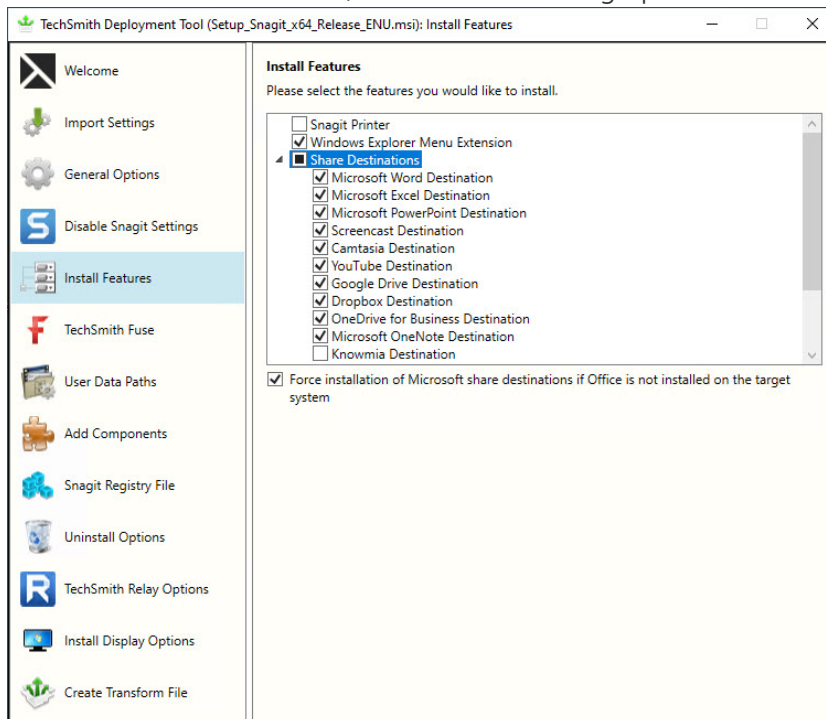 TechSmith Deployment Tool (Setup_Snagit_x64_Release_ENU.msi): Install Features
Welcome
Import Settings
General Options
Disable Snagit Settings
Install Features
TechSmith Fuse
User Data Paths
Add Components
Snagit Registry File
Uninstall Options
TechSmith Relay Options
Install Display Options
Create Transform File
Install Features
Please select the features you would like to install.
Snagit Printer
Windows Explorer Menu Extension
Share Destinations
Microsoft Word Destination
Microsoft Excel Destination
Microsoft PowerPoint Destination
Screencast Destination
Camtasia Destination
YouTube Destination
Google Drive Destination
Dropbox Destination
OneDrive for Business Destination
Microsoft OneNote Destination
Knowmia Destination
Force installation of Microsoft share destinations if Office is not installed on the target
system